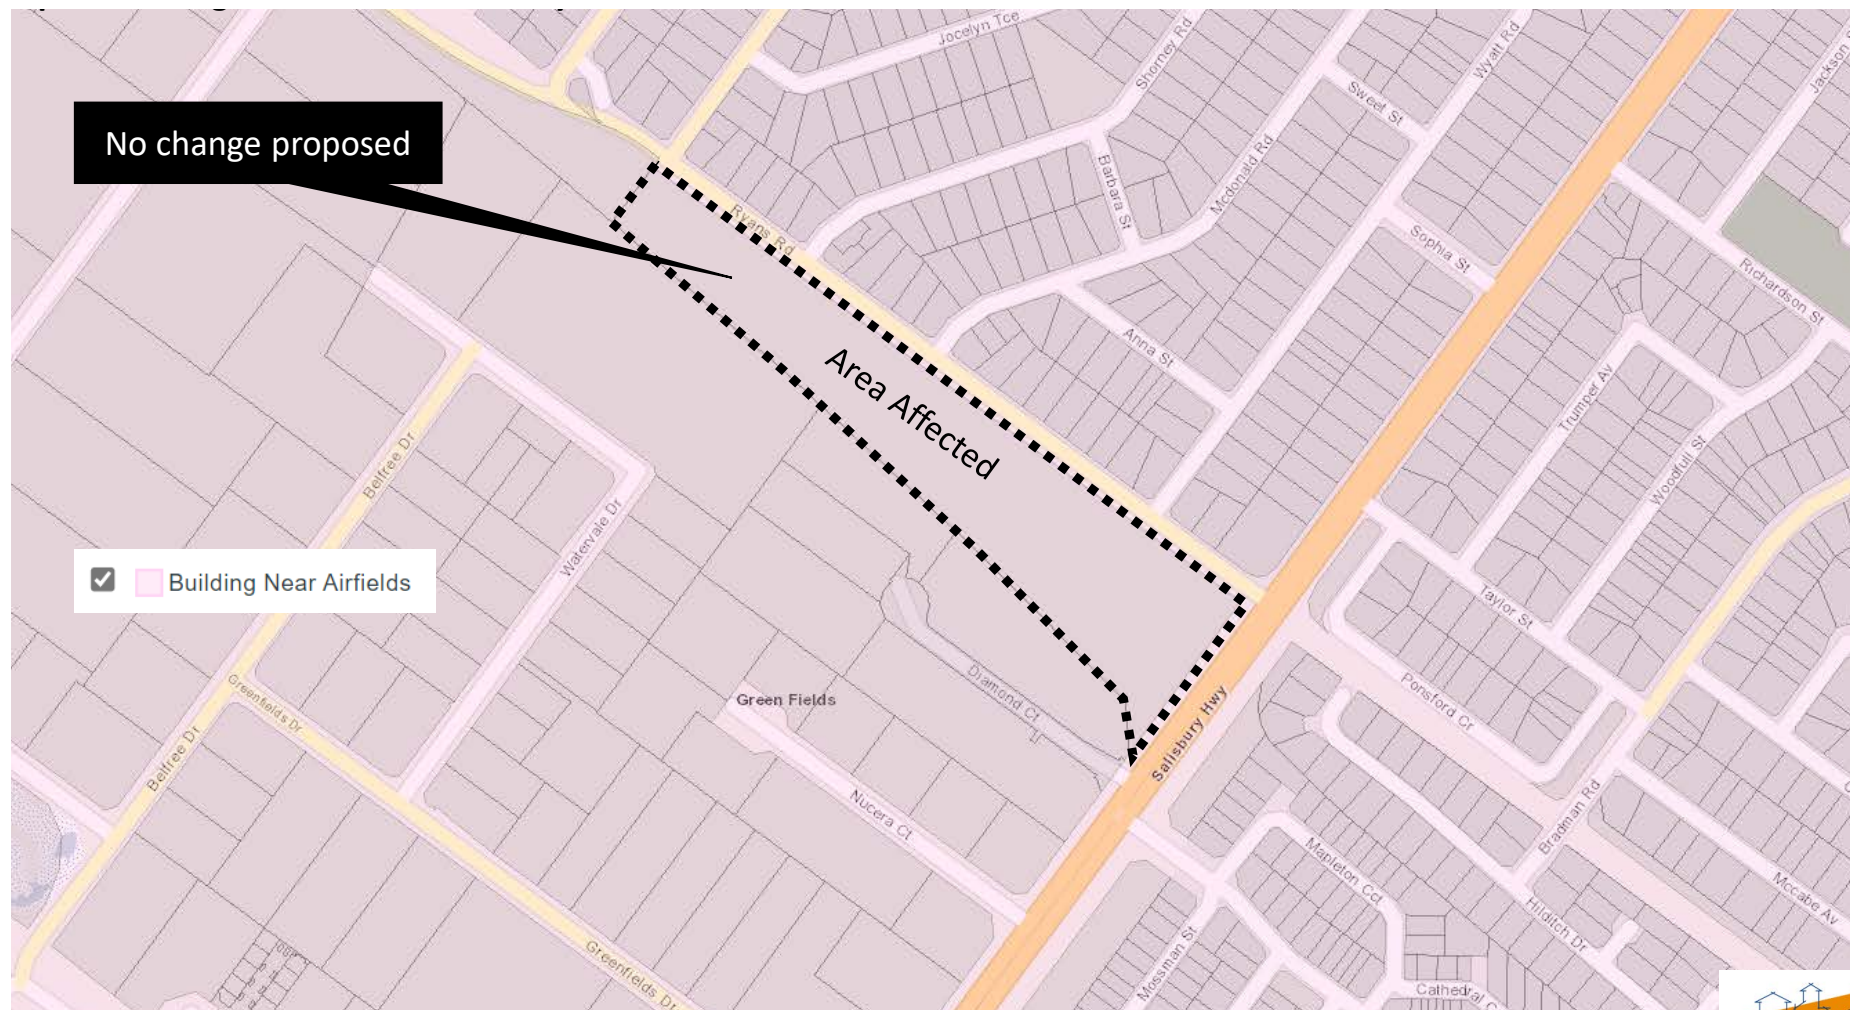 Jocelyn Tce
Shorney Rd
Wyatt Rd
Jackson
Sweet St
No change proposed
Barbara St
Mcdonald Rd
Ryans Rd
Sophia St
Richardson St
Anna St
Area Affected
Trumper Av
Belfree Dr
Woodfull St
Watervale Dr
Building Near Airfields
Taylor St
Diamond Ct
Ponsford Cr
Green Fields
Greenfields Dr
Salisbury Hwy
Belfree Dr
Nucera Ct
Bradman Rd
Mapleton Cct
Mccabe Av
Hilditch Dr
Mossman St
Greenfields Dr
Cathedral C